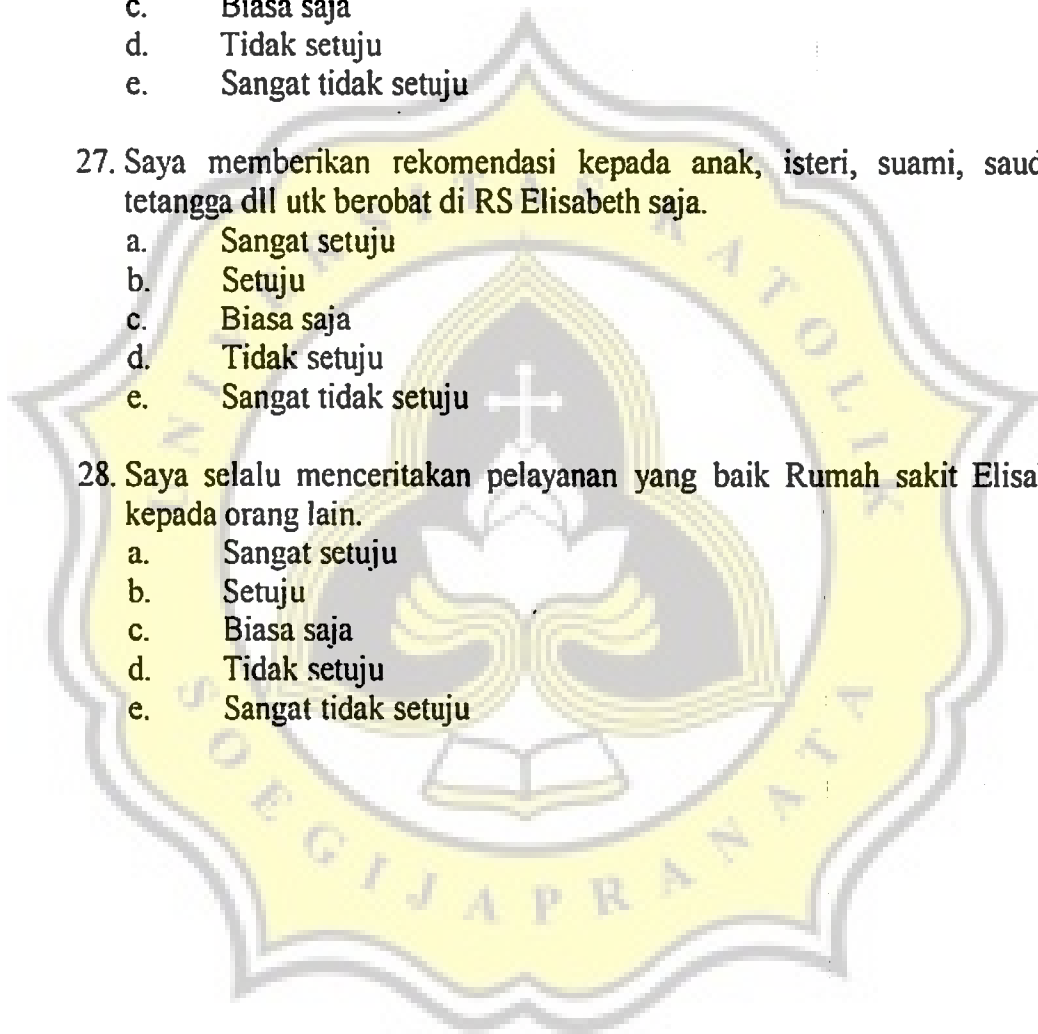 c. Biasa saja
d. Tidak setuju
e. Sangat tidak setuju
27. Saya memberikan rekomendasi kepada anak, isteri, suami, saud
tetangga dll utk berobat di RS Elisabeth saja.
a. Sangat setuju
b. Setuju
c. Biasa saja
d. Tidak setuju
e. Sangat tidak setuju
28. Saya selalu menceritakan pelayanan yang baik Rumah sakit Elisa
kepada orang lain.
a. Sangat setuju
b. Setuju
c. Biasa saja
d. Tidak setuju
e. Sangat tidak setuju
UNIVERSITAS KATOLIK
SOEGIJAPRANATA